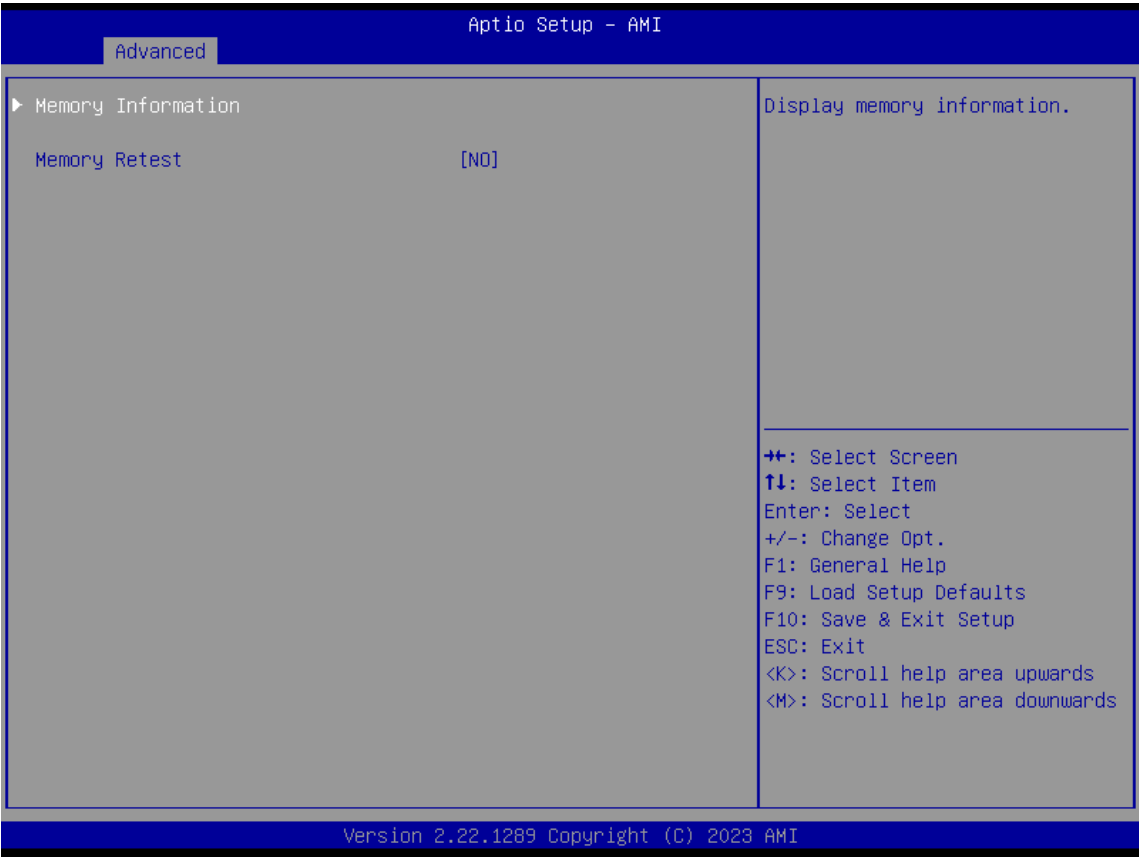 Aptio Setup – AMI
Advanced
Memory Information
Memory Retest [NO]
Display memory information.
→←: Select Screen
↑↓: Select Item
Enter: Select
+/-: Change Opt.
F1: General Help
F9: Load Setup Defaults
F10: Save & Exit Setup
ESC: Exit
<K>: Scroll help area upwards
<M>: Scroll help area downwards
Version 2.22.1289 Copyright (C) 2023 AMI